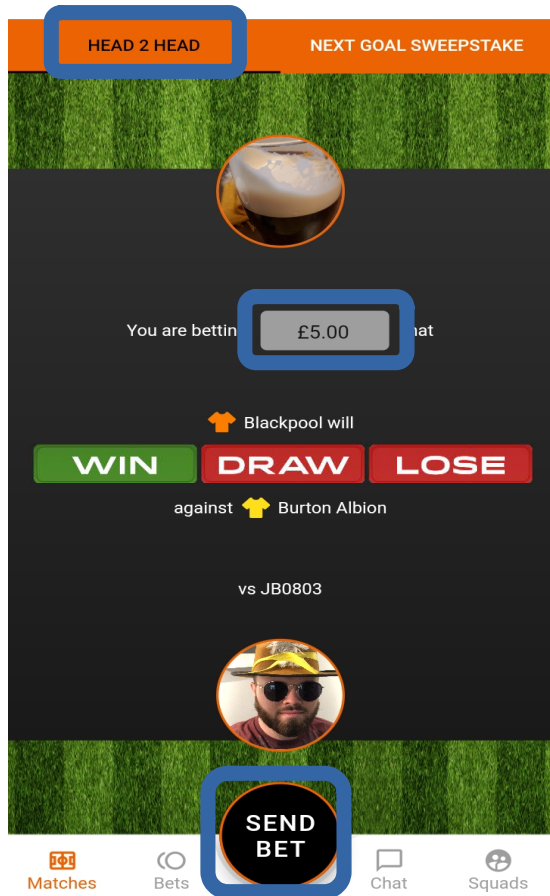 HEAD 2 HEAD NEXT GOAL SWEEPSTAKE
You are bettin £5.00 hat
Blackpool will
WIN DRAW LOSE
against Burton Albion
vs JB0803
SEND
BET
Matches Bets Chat Squads